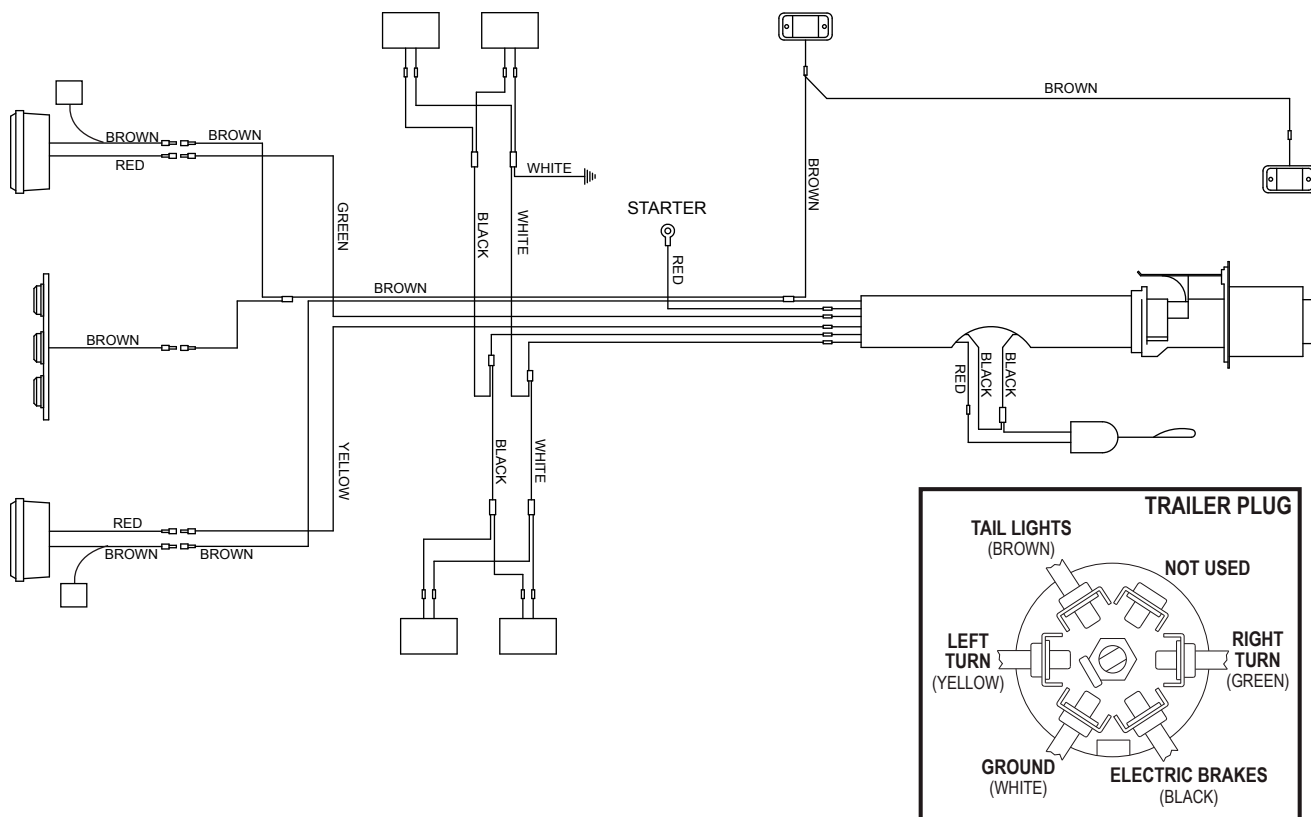 BROWN
BROWN
BROWN
RED
WHITE
BROWN
GREEN
BLACK
WHITE
STARTER
RED
BROWN
BROWN
RED
BLACK
BLACK
YELLOW
BLACK
WHITE
RED
BROWN
BROWN
TRAILER PLUG
TAIL LIGHTS
(BROWN)
NOT USED
LEFT
TURN
(YELLOW)
RIGHT
TURN
(GREEN)
GROUND
(WHITE)
ELECTRIC BRAKES
(BLACK)